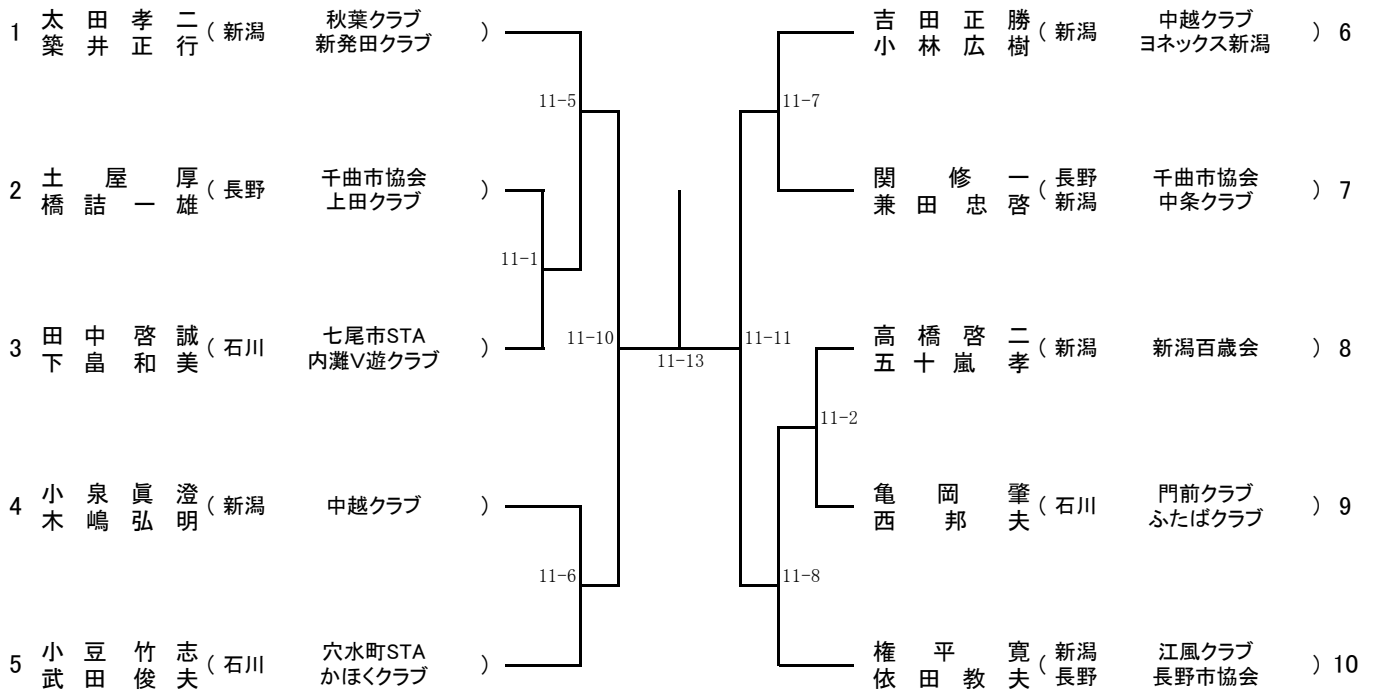 1 太田孝二 ( 新潟 秋葉クラブ )
築井正行 新発田クラブ
11-5
2 土屋厚 ( 長野 千曲市協会 )
橋詰一雄 上田クラブ
11-1
3 田中啓誠 ( 石川 七尾市STA )
下畠和美 内灘V遊クラブ
11-10
4 小泉眞澄 ( 新潟 中越クラブ )
木嶋弘明
11-6
5 小豆竹志 ( 石川 穴水町STA )
武田俊夫 かほくクラブ
11-13
吉田正勝 ( 新潟 中越クラブ ) 6
小林広樹 ヨネックス新潟
11-7
関修一 ( 長野 千曲市協会 ) 7
兼田忠啓 新潟 中条クラブ
11-11
高橋啓二 ( 新潟 新潟百歳会 ) 8
五十嵐孝
11-2
亀岡肇 ( 石川 門前クラブ ) 9
西邦夫 ふたばクラブ
11-8
権平寛 ( 新潟 江風クラブ ) 10
依田教夫 長野 長野市協会